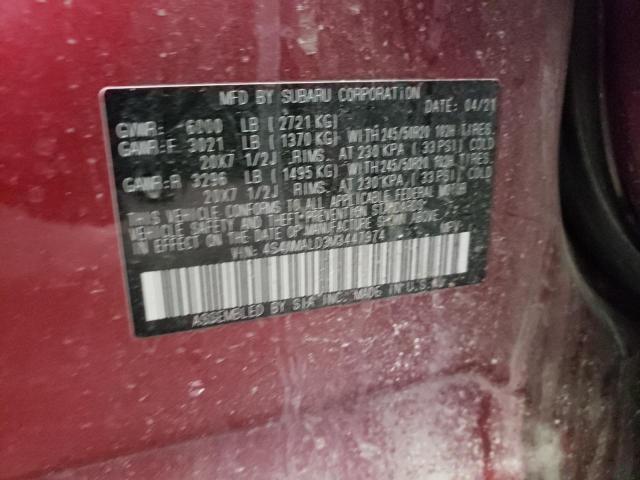 MFD BY SUBARU CORPORATION
DATE: 04/21
GVWR: 6000 LB (2721 KG)
GAWR:F 3021 LB (1370 KG) WITH 245/50R20 102H TIRES.
20X7 1/2J RIMS. AT 230 KPA (33 PSI) COLD
GAWR:R 3296 LB (1495 KG) WITH 245/50R20 102H TIRES.
20X7 1/2J RIMS. AT 230 KPA (33 PSI) COLD
THIS VEHICLE CONFORMS TO ALL APPLICABLE FEDERAL MOTOR
VEHICLE SAFETY AND THEFT-PREVENTION STANDARDS
IN EFFECT ON THE DATE OF MANUFACTURE SHOWN ABOVE.
VIN: MPV
ASSEMBLED BY SIA INC. MADE IN U.S.A.